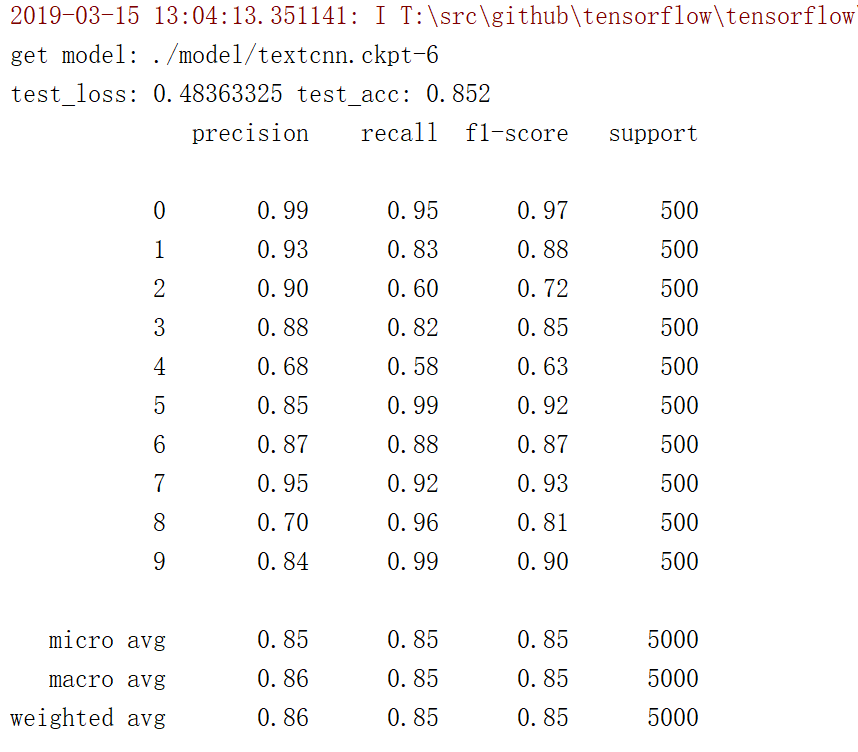 2019-03-15 13:04:13.351141: I T:\src\github\tensorflow\tensorflow\
get model: ./model/textcnn.ckpt-6
test_loss: 0.48363325 test_acc: 0.852
precision recall f1-score support
0 0.99 0.95 0.97 500
1 0.93 0.83 0.88 500
2 0.90 0.60 0.72 500
3 0.88 0.82 0.85 500
4 0.68 0.58 0.63 500
5 0.85 0.99 0.92 500
6 0.87 0.88 0.87 500
7 0.95 0.92 0.93 500
8 0.70 0.96 0.81 500
9 0.84 0.99 0.90 500
micro avg 0.85 0.85 0.85 5000
macro avg 0.86 0.85 0.85 5000
weighted avg 0.86 0.85 0.85 5000